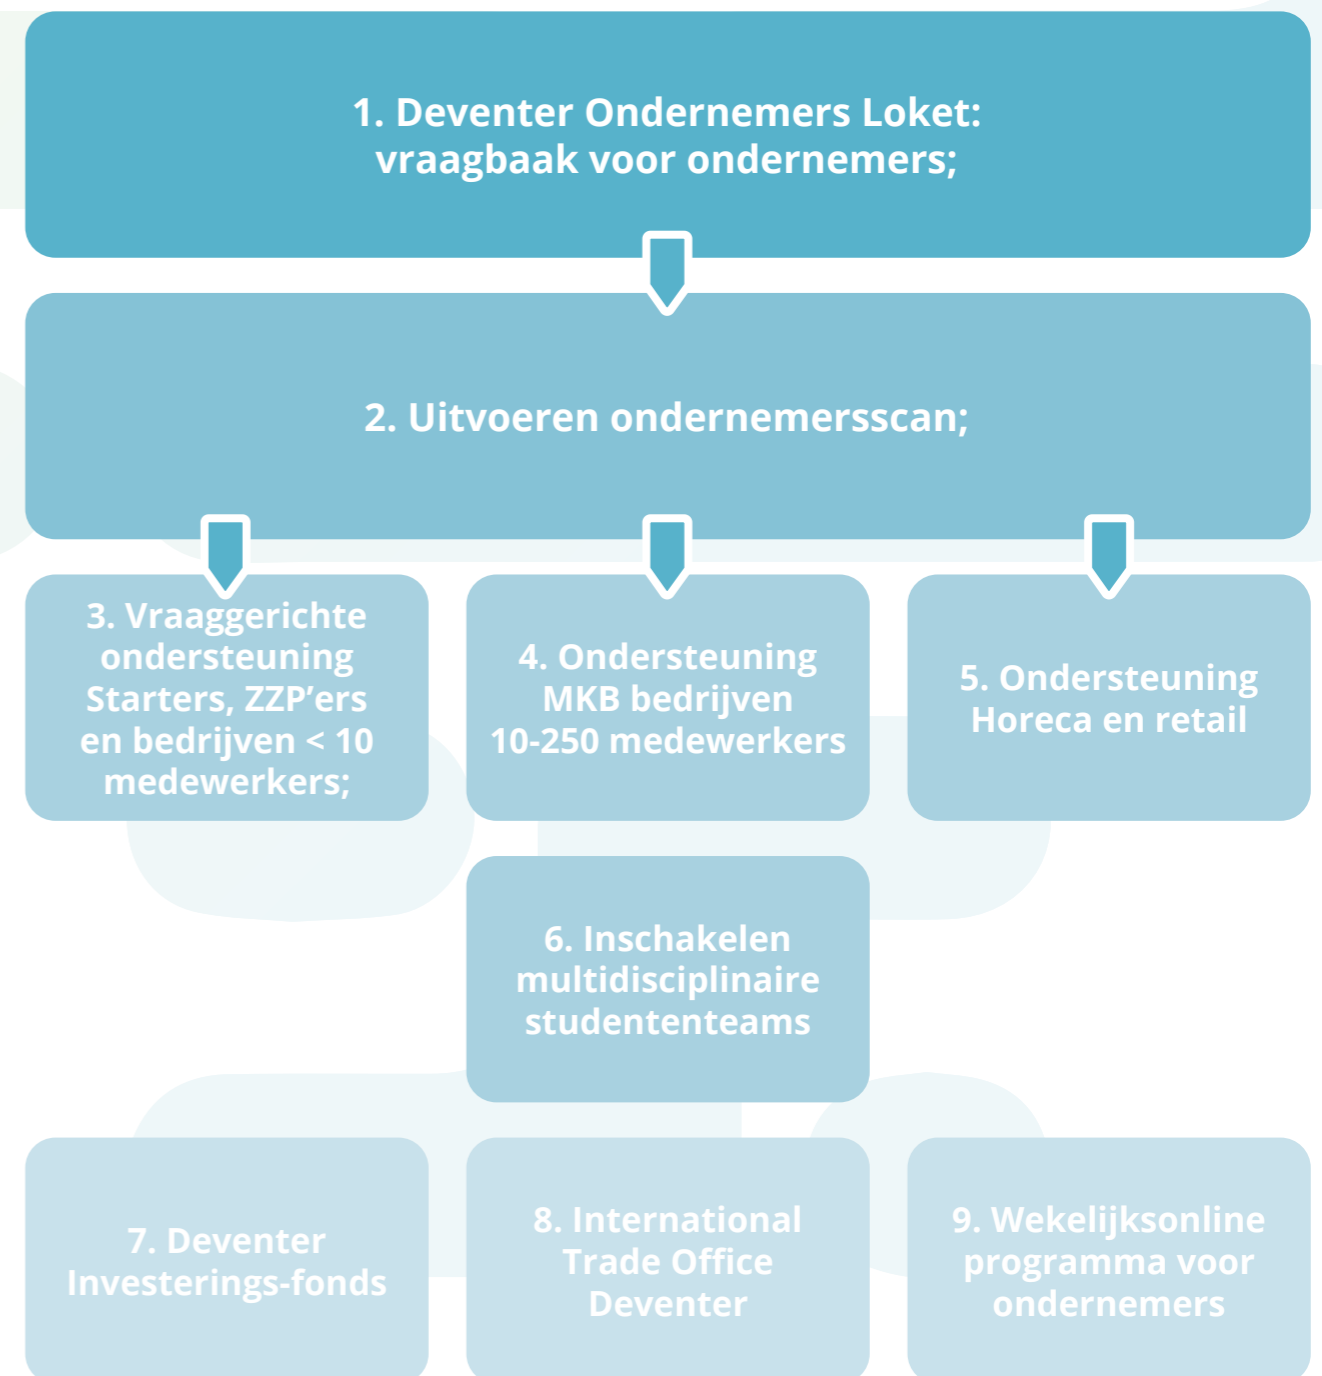 1. Deventer Ondernemers Loket:
vraagbaak voor ondernemers;
2. Uitvoeren ondernemersscan;
3. Vraaggerichte
ondersteuning
Starters, ZZP’ers
en bedrijven < 10
medewerkers;
4. Ondersteuning
MKB bedrijven
10-250 medewerkers
5. Ondersteuning
Horeca en retail
6. Inschakelen
multidisciplinaire
studententeams
7. Deventer
Investerings-fonds
8. International
Trade Office
Deventer
9. Wekelijksonline
programma voor
ondernemers